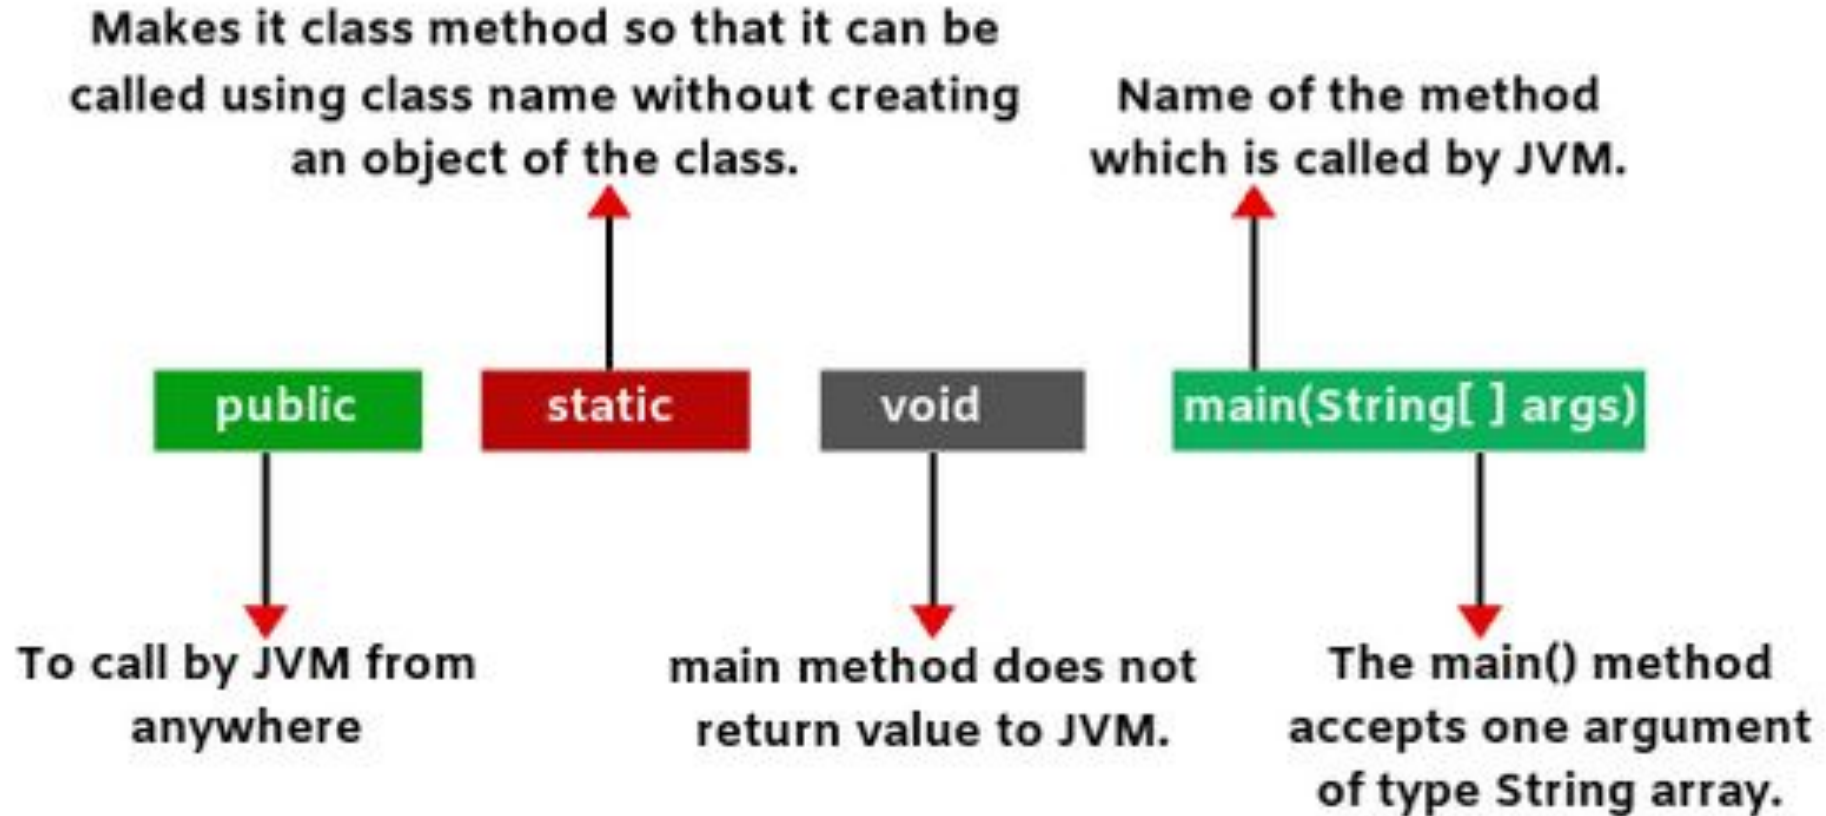 Makes it class method so that it can be
called using class name without creating
an object of the class.
Name of the method
which is called by JVM.
public
static
void
main(String[ ] args)
To call by JVM from
anywhere
main method does not
return value to JVM.
The main() method
accepts one argument
of type String array.